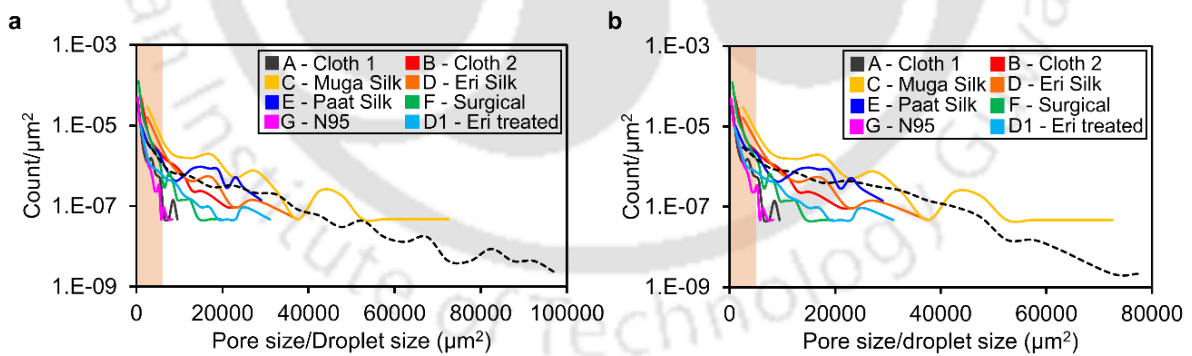 a
1.E-03
1.E-05
1.E-07
1.E-09
Count/µm²
A - Cloth 1 B - Cloth 2
C - Muga Silk D - Eri Silk
E - Paat Silk F - Surgical
G - N95 D1 - Eri treated
0 20000 40000 60000 80000 100000
Pore size/Droplet size (µm²)
b
1.E-03
1.E-05
1.E-07
1.E-09
Count/µm²
A - Cloth 1 B - Cloth 2
C - Muga Silk D - Eri Silk
E - Paat Silk F - Surgical
G - N95 D1 - Eri treated
0 20000 40000 60000 80000
Pore size/droplet size (µm²)
Institute of Technology